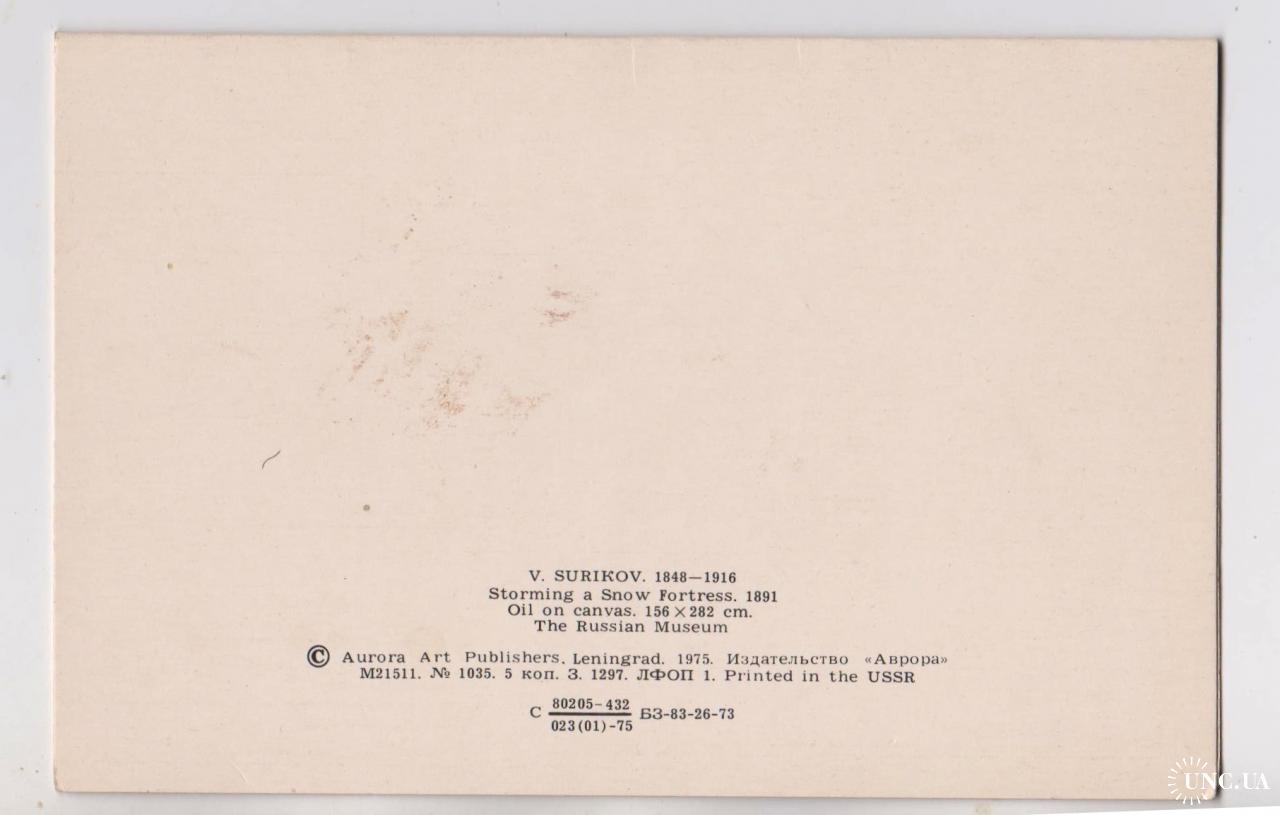 V. SURIKOV. 1848—1916
Storming a Snow Fortress. 1891
Oil on canvas. 156 × 282 cm.
The Russian Museum
© Aurora Art Publishers, Leningrad. 1975. Издательство «Аврора»
М21511. № 1035. 5 коп. З. 1297. ЛФОП 1. Printed in the USSR
С 80205-432 БЗ-83-26-73
023(01)-75
UNC.UA